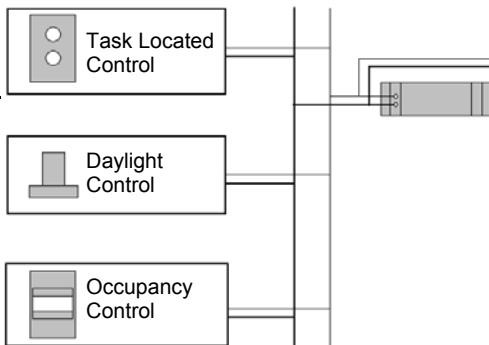 Task Located
Control
Daylight
Control
Occupancy
Control